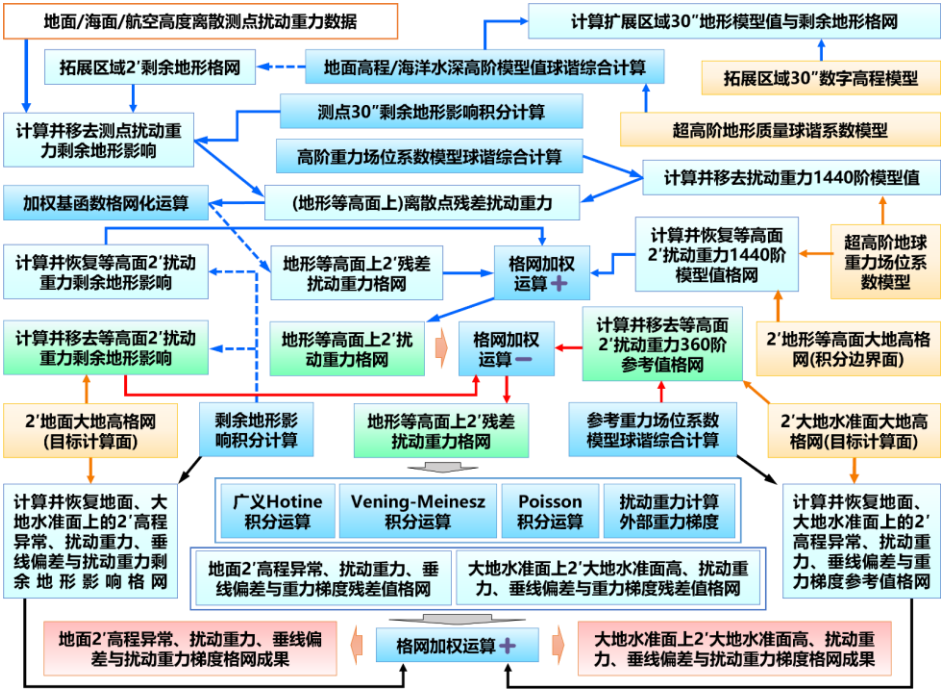 地面/海面/航空高度离散测点扰动重力数据
计算扩展区域30″地形模型值与剩余地形格网
拓展区域2′剩余地形格网
地面高程/海洋水深高阶模型值球谐综合计算
拓展区域30″数字高程模型
测点30″剩余地形影响积分计算
超高阶地形质量球谐系数模型
计算并移去测点扰动重
力剩余地形影响
高阶重力场位系数模型球谐综合计算
计算并移去扰动重力1440阶模型值
加权基函数格网化运算
(地形等高面上)离散点残差扰动重力
计算并恢复等高面2′扰动
重力剩余地形影响
地形等高面上2′残差
扰动重力格网
格网加权
运算+
计算并恢复等高面
2′扰动重力1440阶
模型值格网
超高阶地球
重力场位系
数模型
计算并移去等高面2′扰动
重力剩余地形影响
地形等高面上2′扰
动重力格网
格网加权
运算−
计算并移去等高面
2′扰动重力360阶
参考值格网
2′地形等高面大地高格
网(积分边界面)
2′地面大地高格网
(目标计算面)
剩余地形影
响积分计算
地形等高面上2′残差
扰动重力格网
参考重力场位系数
模型球谐综合计算
2′大地水准面大地高
格网(目标计算面)
计算并恢复地面、大
地水准面上的2′高程
异常、扰动重力、垂
线偏差与扰动重力剩
余地形影响格网
广义Hotine
积分运算
Vening-Meinesz
积分运算
Poisson
积分运算
扰动重力计算
外部重力梯度
计算并恢复地面、
大地水准面上的2′
高程异常、扰动重
力、垂线偏差与重
力梯度参考值格网
地面2′高程异常、扰动重力、垂
线偏差与重力梯度残差值格网
大地水准面上2′大地水准面高、扰动重
力、垂线偏差与重力梯度残差值格网
地面2′高程异常、扰动重力、垂线偏
差与扰动重力梯度格网成果
格网加权运算+
大地水准面上2′大地水准面高、扰动重
力、垂线偏差与扰动重力梯度格网成果